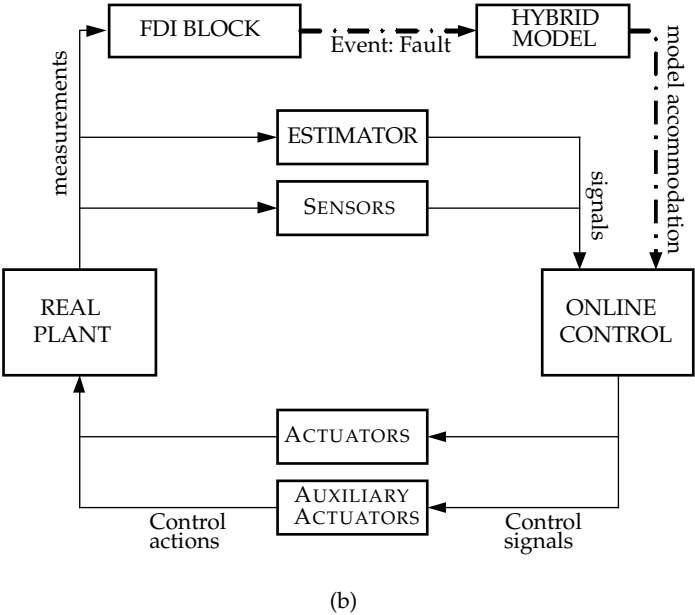 FDI BLOCK
Event: Fault
HYBRID
MODEL
measurements
model accommodation
ESTIMATOR
SENSORS
signals
REAL
PLANT
ONLINE
CONTROL
ACTUATORS
AUXILIARY
ACTUATORS
Control
actions
Control
signals
(b)